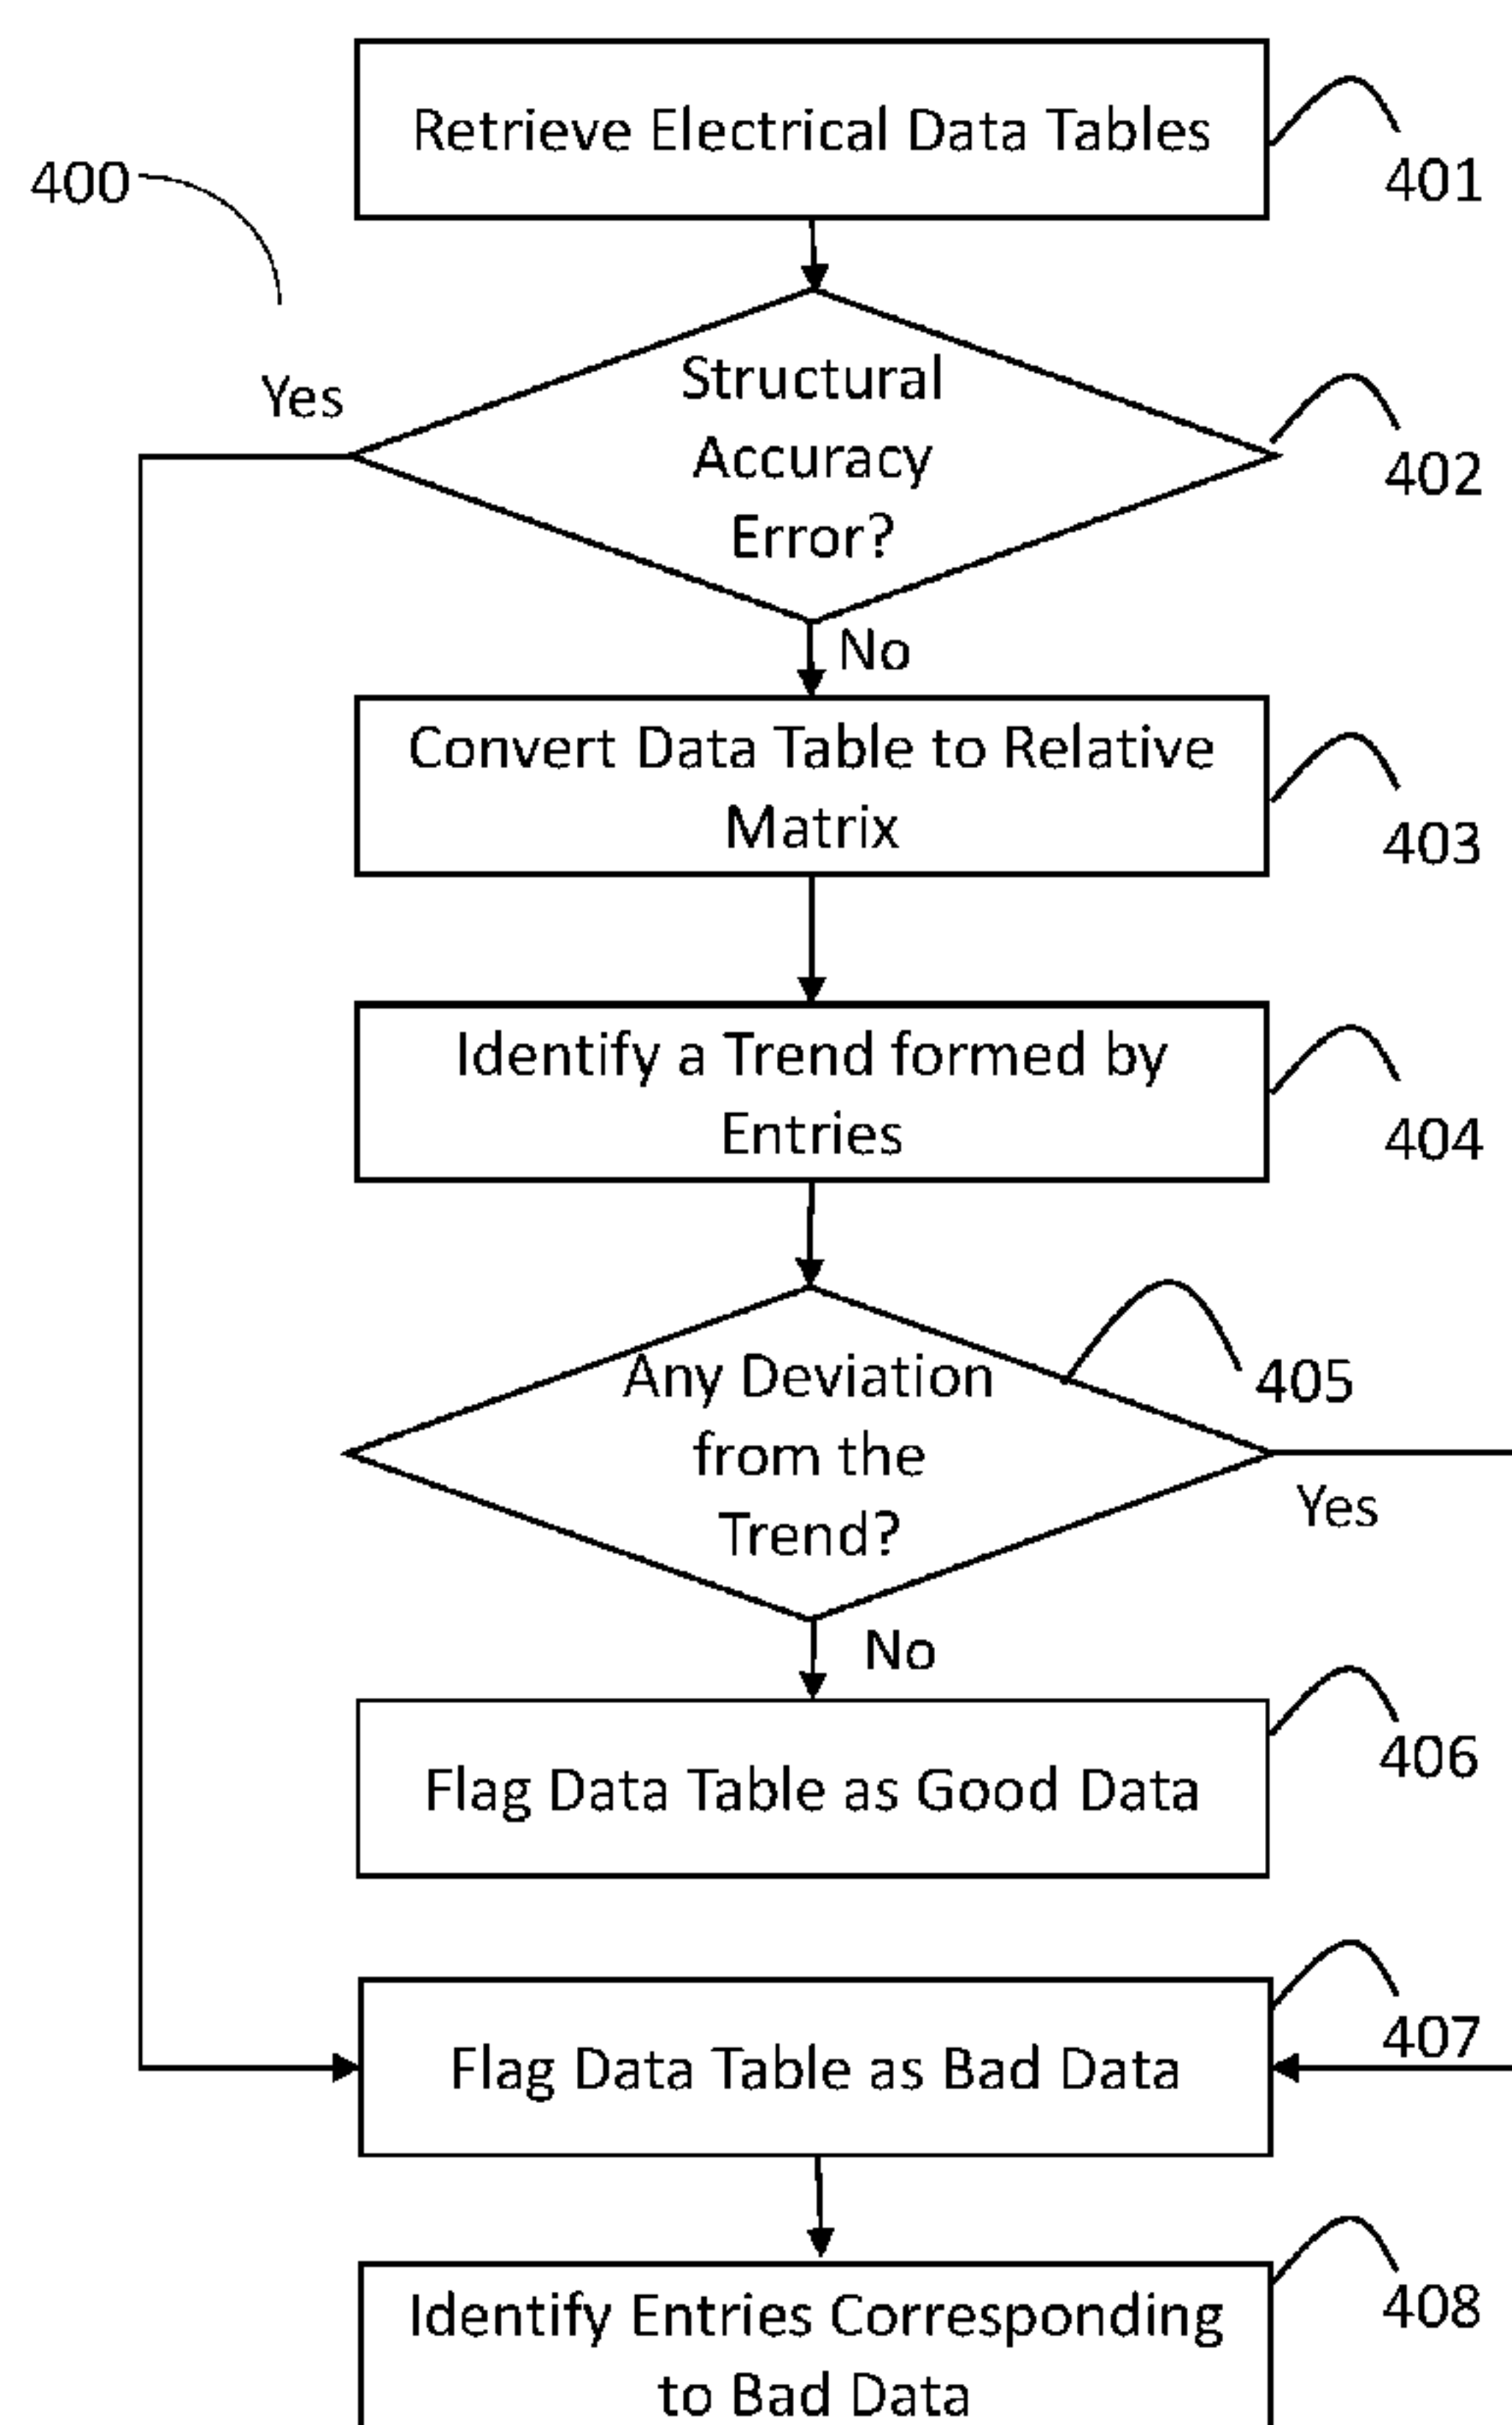 Retrieve Electrical Data Tables
401
400
Structural
Accuracy
Error?
Yes
402
No
Convert Data Table to Relative
Matrix
403
Identify a Trend formed by
Entries
404
Any Deviation
from the
Trend?
405
Yes
No
Flag Data Table as Good Data
406
Flag Data Table as Bad Data
407
Identify Entries Corresponding
to Bad Data
408